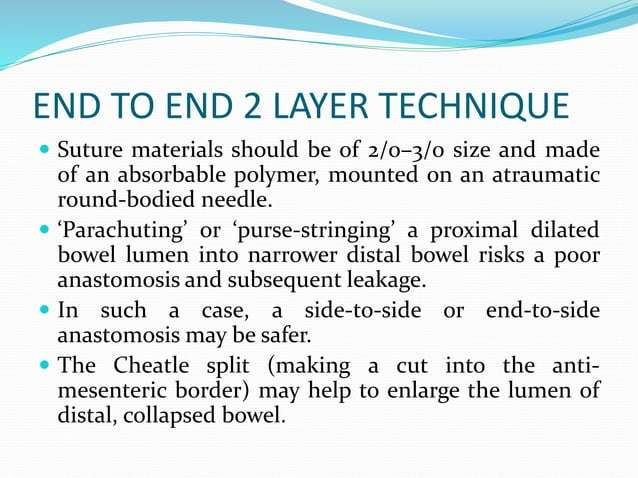 END TO END 2 LAYER TECHNIQUE
• Suture materials should be of 2/0–3/0 size and made
of an absorbable polymer, mounted on an atraumatic
round-bodied needle.
• ‘Parachuting’ or ‘purse-stringing’ a proximal dilated
bowel lumen into narrower distal bowel risks a poor
anastomosis and subsequent leakage.
• In such a case, a side-to-side or end-to-side
anastomosis may be safer.
• The Cheatle split (making a cut into the anti-
mesenteric border) may help to enlarge the lumen of
distal, collapsed bowel.